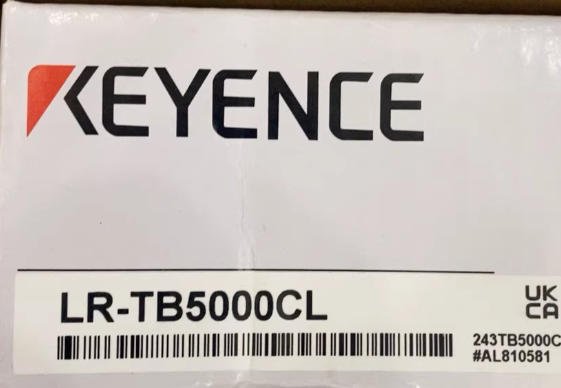 KEYENCE
LR-TB5000CL
UK
CA
243TB5000C
#AL810581